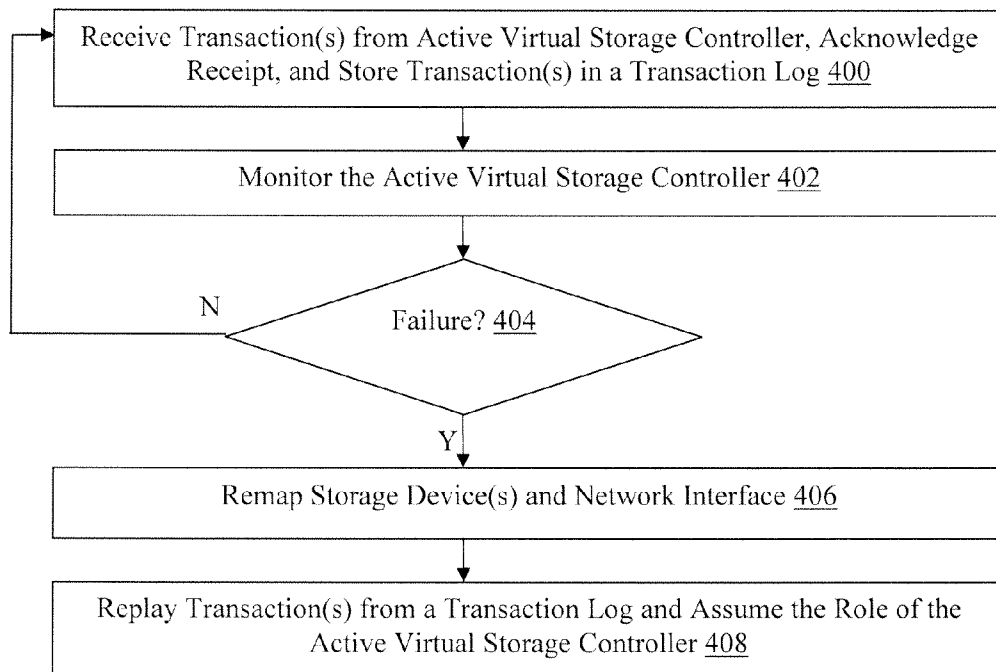 Receive Transaction(s) from Active Virtual Storage Controller, Acknowledge
Receipt, and Store Transaction(s) in a Transaction Log 400
Monitor the Active Virtual Storage Controller 402
N
Failure? 404
Y
Remap Storage Device(s) and Network Interface 406
Replay Transaction(s) from a Transaction Log and Assume the Role of the
Active Virtual Storage Controller 408